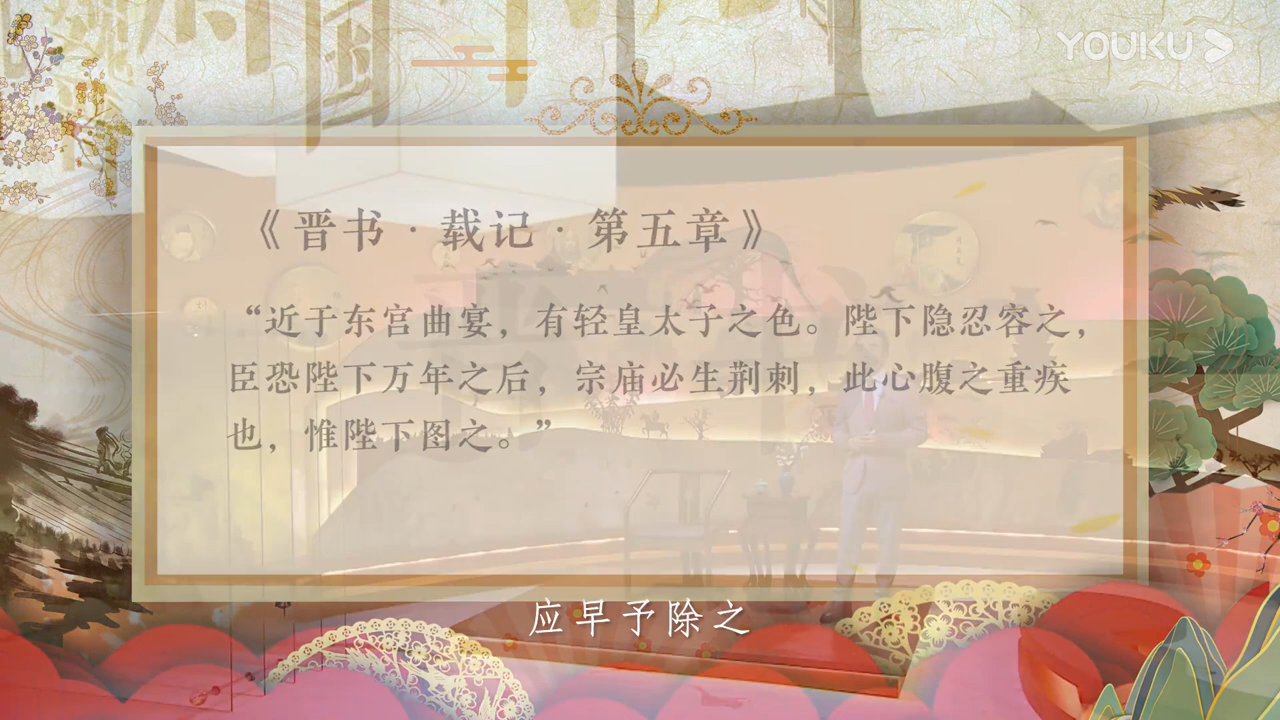 YOUKU
《晋书·载记·第五章》
“近于东宫曲宴，有轻皇太子之色。陛下隐忍容之，
臣恐陛下万年之后，宗庙必生荆刺，此心腹之重疾
也，惟陛下图之。”
应早予除之